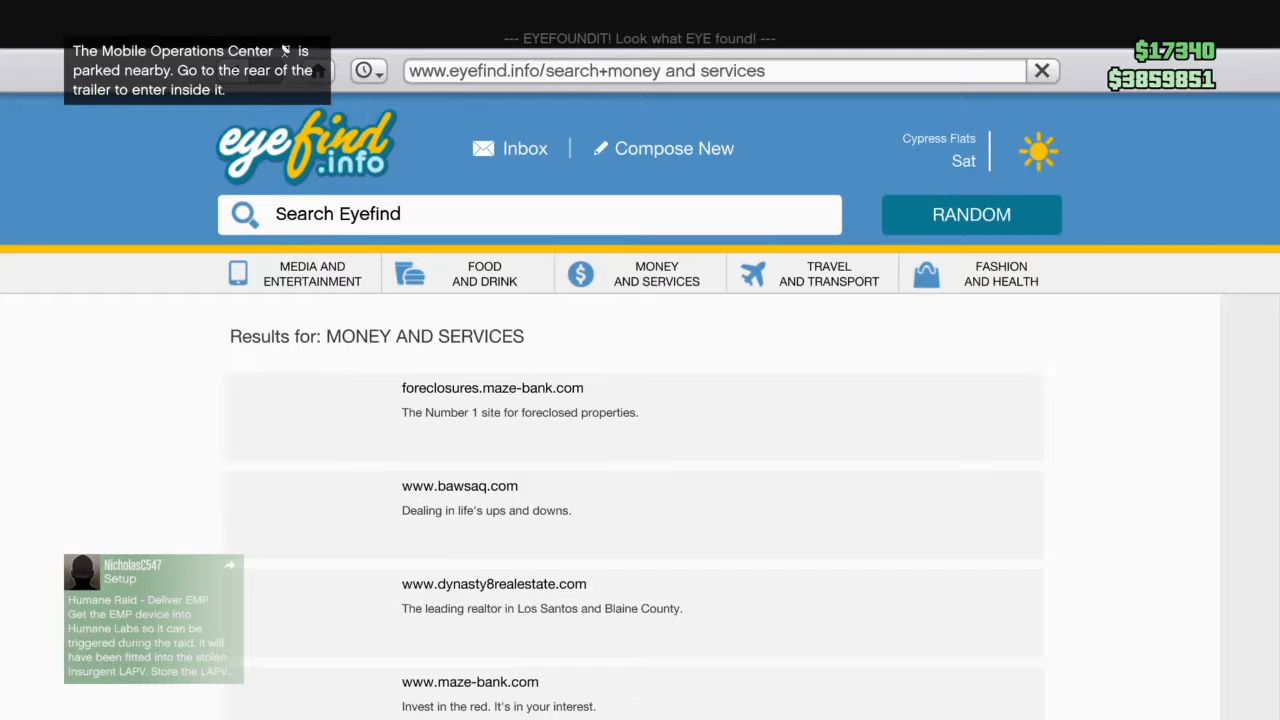 --- EYEFOUNDIT! Look what EYE found! ---
The Mobile Operations Center is
parked nearby. Go to the rear of the
trailer to enter inside it.
www.eyefind.info/search+money and services
$17340
$3859851
eyefind
.info
Inbox
Compose New
Cypress Flats
Sat
Search Eyefind
RANDOM
MEDIA AND
ENTERTAINMENT
FOOD
AND DRINK
MONEY
AND SERVICES
TRAVEL
AND TRANSPORT
FASHION
AND HEALTH
Results for: MONEY AND SERVICES
foreclosures.maze-bank.com
The Number 1 site for foreclosed properties.
www.bawsaq.com
Dealing in life's ups and downs.
NicholasC547
Setup
Humane Raid - Deliver EMP
Get the EMP device into
Humane Labs so it can be
triggered during the raid. It will
have been fitted into the stolen
Insurgent LAPV. Store the LAPV...
www.dynasty8realestate.com
The leading realtor in Los Santos and Blaine County.
www.maze-bank.com
Invest in the red. It's in your interest.